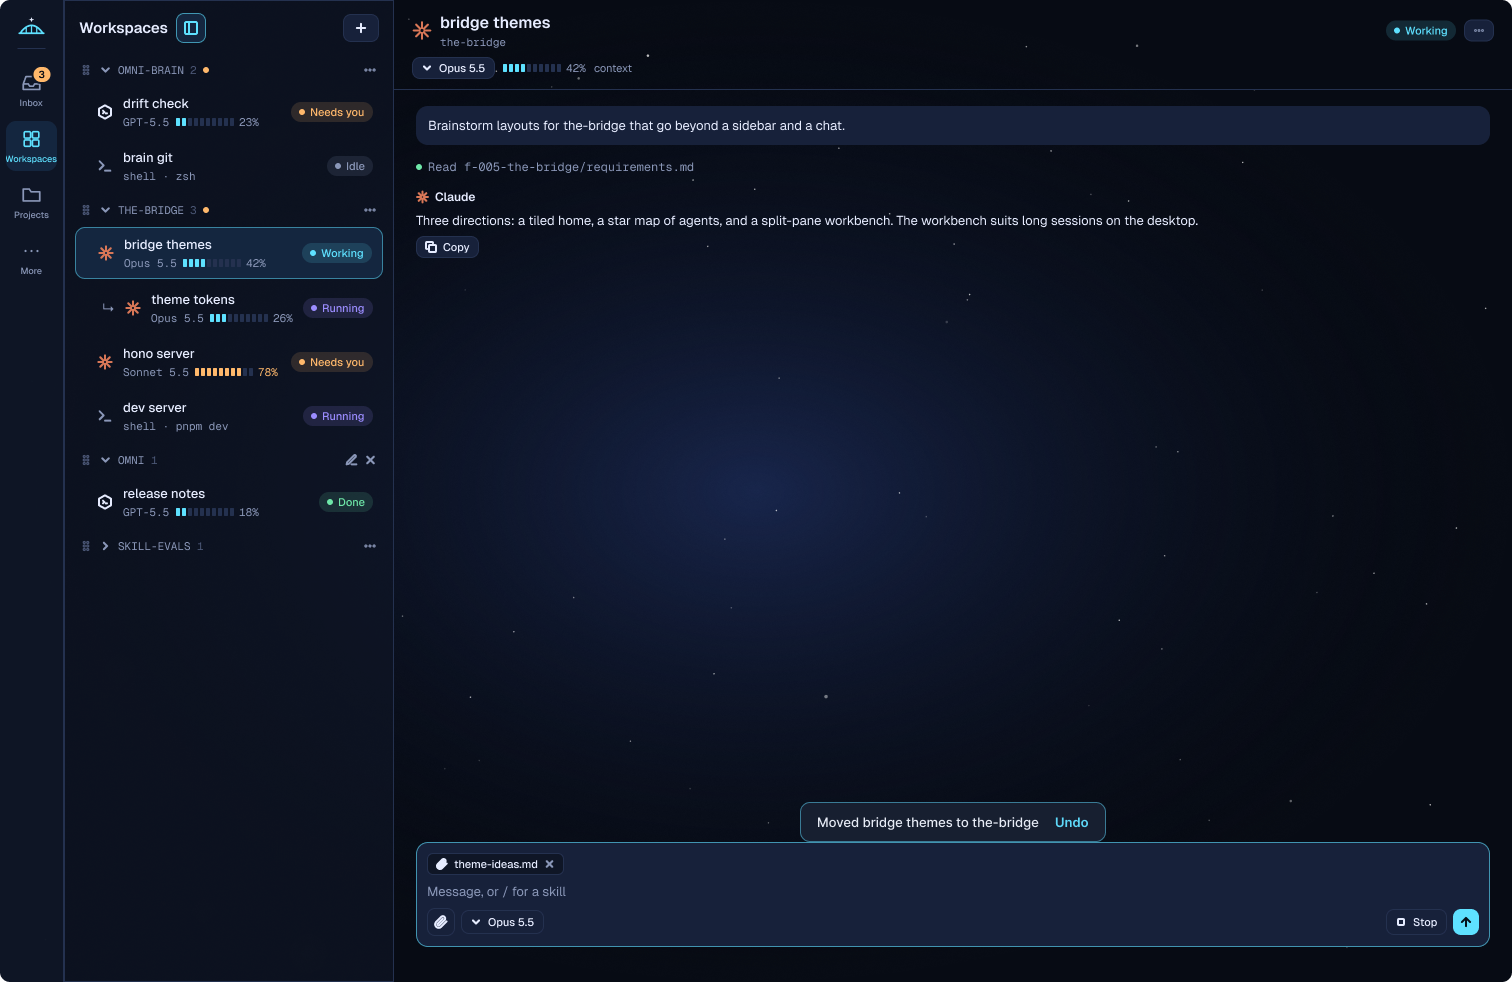 3
Inbox
Workspaces
Projects
More
Workspaces
OMNI-BRAIN 2
drift check
GPT-5.5 23%
Needs you
brain git
shell · zsh
Idle
THE-BRIDGE 3
bridge themes
Opus 5.5 42%
Working
theme tokens
Opus 5.5 26%
Running
hono server
Sonnet 5.5 78%
Needs you
dev server
shell · pnpm dev
Running
OMNI 1
release notes
GPT-5.5 18%
Done
SKILL-EVALS 1
bridge themes
the-bridge
Working
Opus 5.5 42% context
Brainstorm layouts for the-bridge that go beyond a sidebar and a chat.
Read f-005-the-bridge/requirements.md
Claude
Three directions: a tiled home, a star map of agents, and a split-pane workbench. The workbench suits long sessions on the desktop.
Copy
Moved bridge themes to the-bridge Undo
theme-ideas.md
Message, or / for a skill
Opus 5.5
Stop